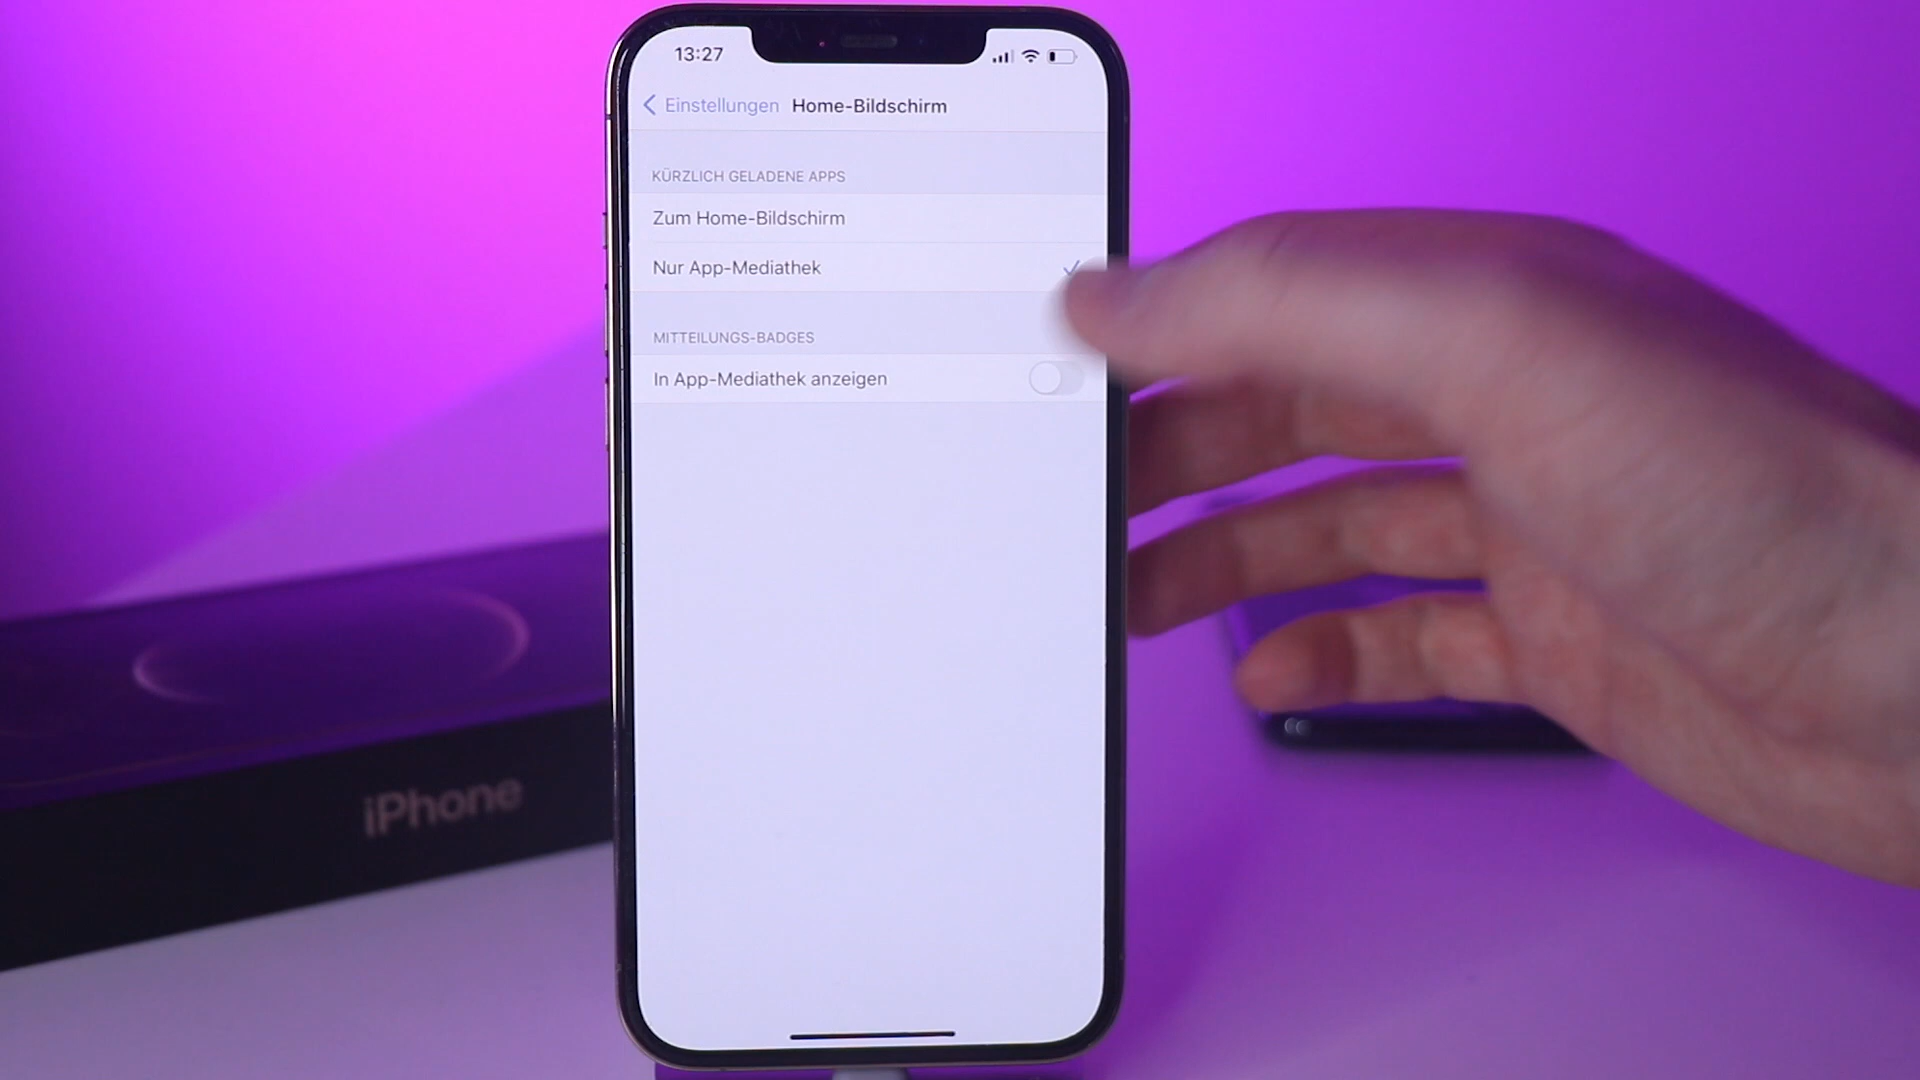 13:27
Einstellungen Home-Bildschirm
KÜRZLICH GELADENE APPS
Zum Home-Bildschirm
Nur App-Mediathek
MITTEILUNGS-BADGES
In App-Mediathek anzeigen
iPhone